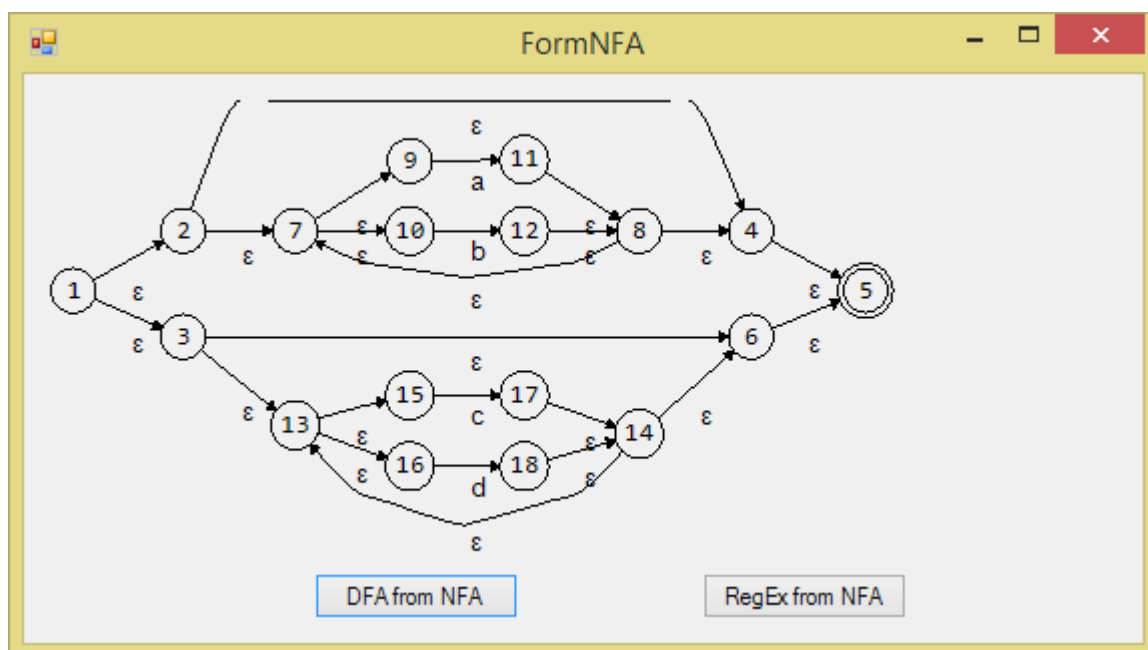 FormNFA
ε
9 11
a
2 7 ε 10 12 ε 8 4
b
ε ε ε ε
1 ε ε ε 5
ε 3 6 ε
ε
15 17
c
ε 13 ε ε 14 ε
16 18
ε d ε
ε
DFA from NFA RegEx from NFA